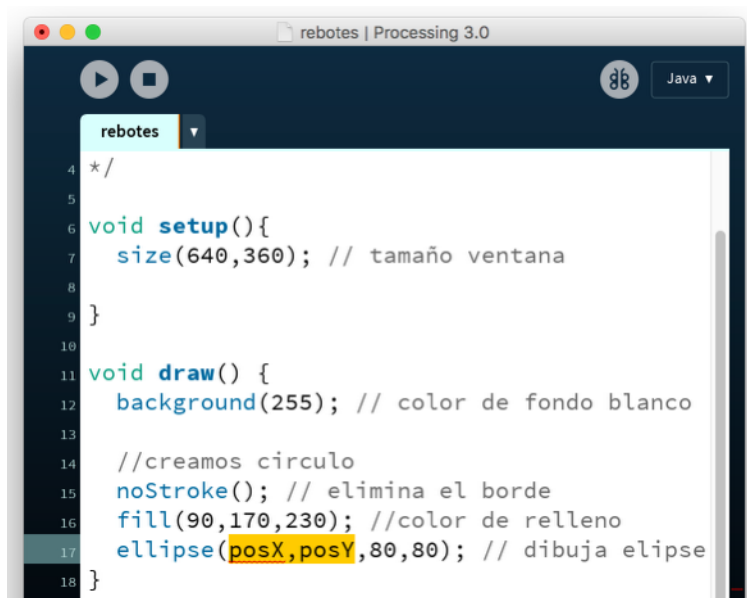 rebotes | Processing 3.0
Java ▼
rebotes ▼
4 */
5
6 void setup(){
7   size(640,360); // tamaño ventana
8
9 }
10
11 void draw() {
12   background(255); // color de fondo blanco
13
14   //creamos circulo
15   noStroke(); // elimina el borde
16   fill(90,170,230); //color de relleno
17   ellipse(posX,posY,80,80); // dibuja elipse
18 }